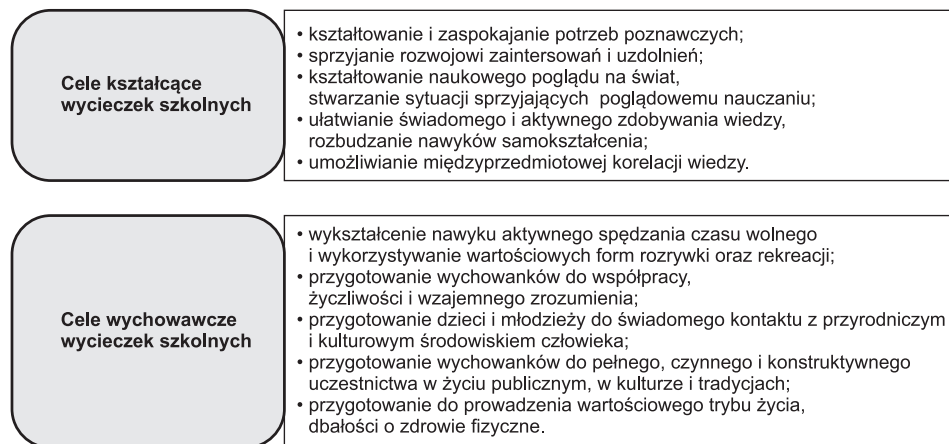 Cele kształcące
wycieczek szkolnych
• kształtowanie i zaspokajanie potrzeb poznawczych;
• sprzyjanie rozwojowi zaintersowań i uzdolnień;
• kształtowanie naukowego poglądu na świat,
stwarzanie sytuacji sprzyjających poglądowemu nauczaniu;
• ułatwianie świadomego i aktywnego zdobywania wiedzy,
rozbudzanie nawyków samokształcenia;
• umożliwianie międzyprzedmiotowej korelacji wiedzy.
Cele wychowawcze
wycieczek szkolnych
• wykształcenie nawyku aktywnego spędzania czasu wolnego
i wykorzystywanie wartościowych form rozrywki oraz rekreacji;
• przygotowanie wychowanków do współpracy,
życzliwości i wzajemnego zrozumienia;
• przygotowanie dzieci i młodzieży do świadomego kontaktu z przyrodniczym
i kulturowym środowiskiem człowieka;
• przygotowanie wychowanków do pełnego, czynnego i konstruktywnego
uczestnictwa w życiu publicznym, w kulturze i tradycjach;
• przygotowanie do prowadzenia wartościowego trybu życia,
dbałości o zdrowie fizyczne.